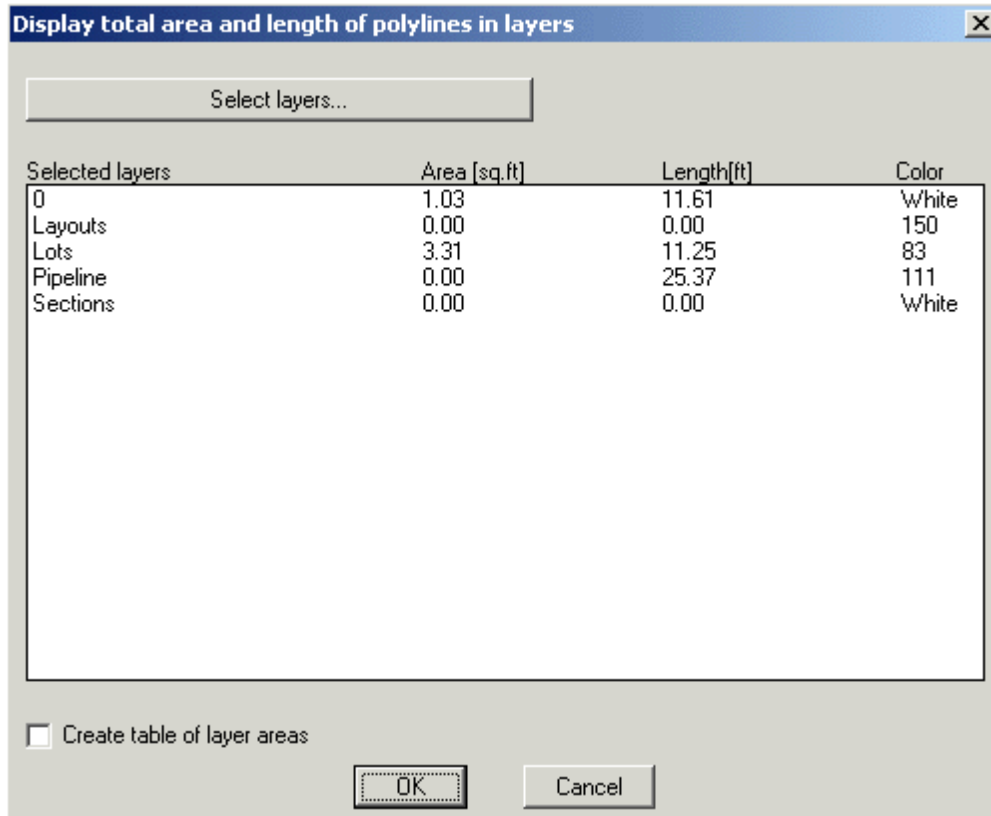 Display total area and length of polylines in layers
Select layers...
Selected layers Area [sq.ft] Length[ft] Color
0 1.03 11.61 White
Layouts 0.00 0.00 150
Lots 3.31 11.25 83
Pipeline 0.00 25.37 111
Sections 0.00 0.00 White
Create table of layer areas
OK Cancel